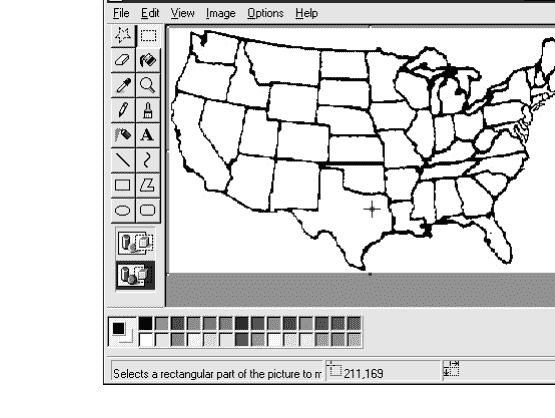 File Edit View Image Options Help
A
Selects a rectangular part of the picture to m 211,169